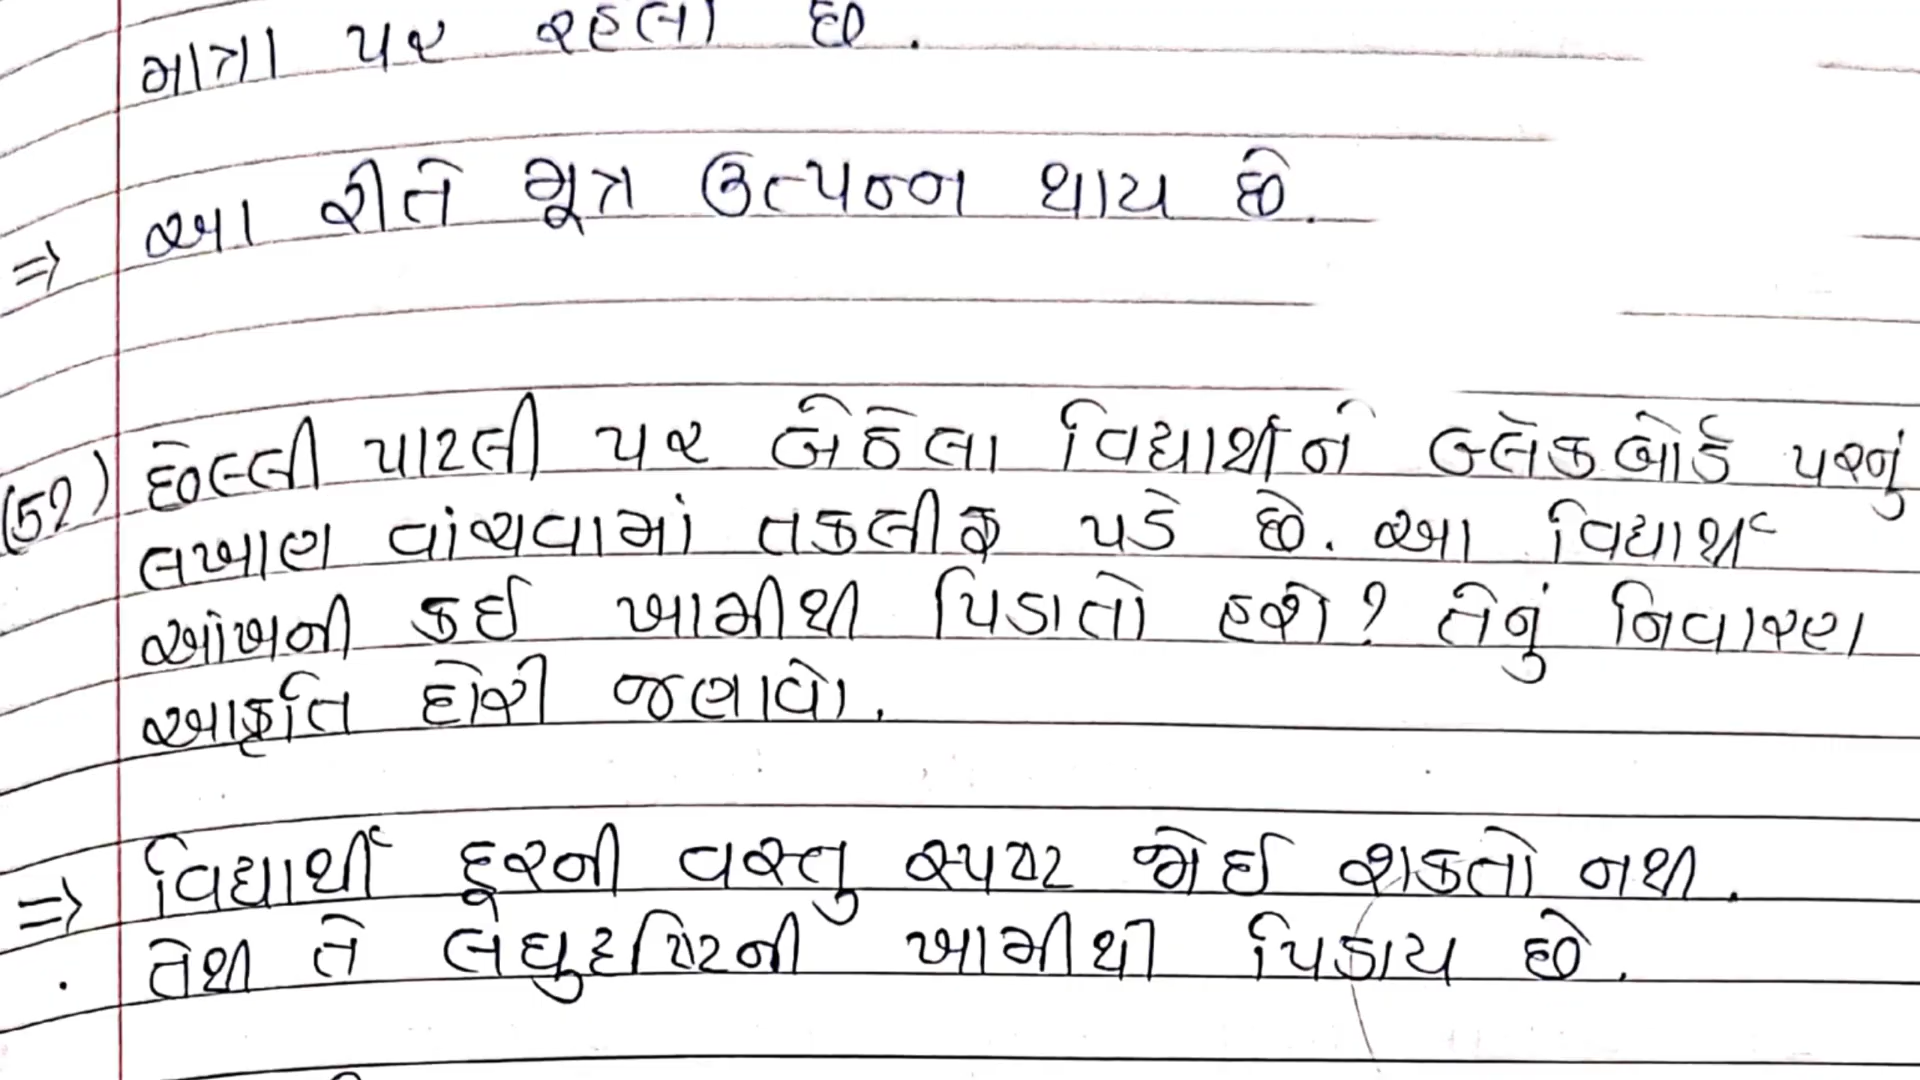 માત્રા પર રહેલો છે.
⇒ આ રીતે મૂત્ર ઉત્પન્ન થાય છે.
(52) છેલ્લી પાટલી પર બેઠેલા વિદ્યાર્થીને બ્લેકબોર્ડ પરનું
લખાણ વાંચવામાં તકલીફ પડે છે. આ વિદ્યાર્થી
આંખની કઈ ખામીથી પિડાતો હશે? તેનું નિવારણ
આકૃતિ દોરી જણાવો.
⇒ વિદ્યાર્થી દૂરની વસ્તુ સ્પષ્ટ જોઈ શકતો નથી.
. તેથી તે લઘુદ્રષ્ટિની ખામીથી પિડાય છે.